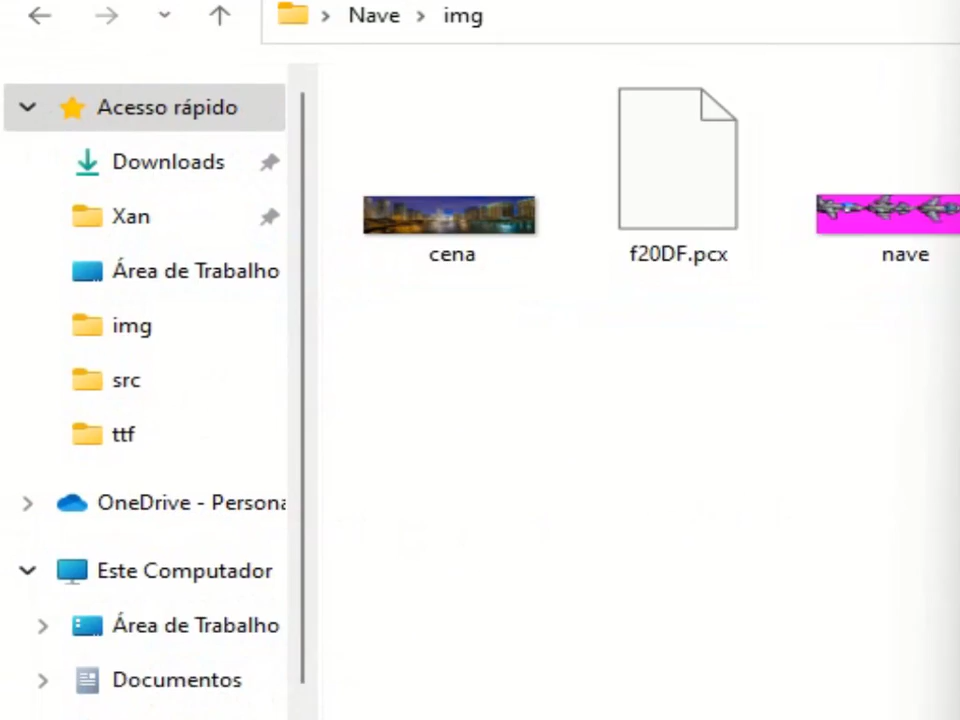 Nave > img
Acesso rápido
Downloads
Xan
Área de Trabalho
img
src
ttf
OneDrive - Persona
Este Computador
Área de Trabalho
Documentos
cena
f20DF.pcx
nave